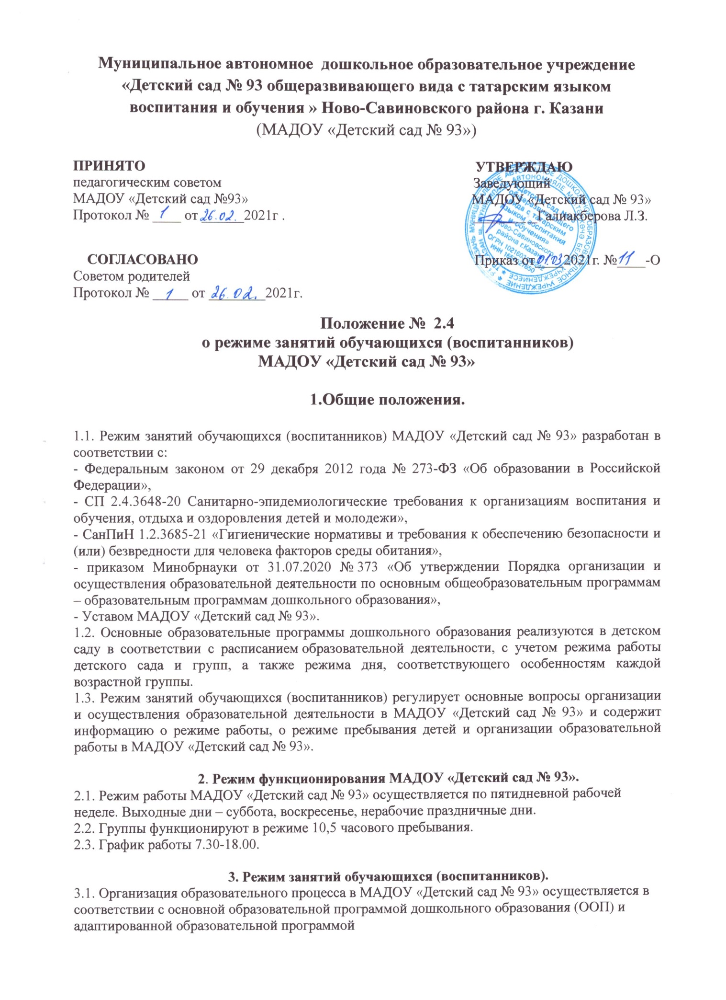 Муниципальное автономное дошкольное образовательное учреждение
«Детский сад № 93 общеразвивающего вида с татарским языком
воспитания и обучения » Ново-Савиновского района г. Казани
(МАДОУ «Детский сад № 93»)
ПРИНЯТО
педагогическим советом
МАДОУ «Детский сад №93»
Протокол № 1 от 26.02. 2021г .
УТВЕРЖДАЮ
Заведующий
МАДОУ «Детский сад № 93»
Галиакберова Л.З.
Приказ от 01.03 2021г. № 11 -О
СОГЛАСОВАНО
Советом родителей
Протокол № 1 от 26.02. 2021г.
Положение № 2.4
о режиме занятий обучающихся (воспитанников)
МАДОУ «Детский сад № 93»
1.Общие положения.
1.1. Режим занятий обучающихся (воспитанников) МАДОУ «Детский сад № 93» разработан в
соответствии с:
- Федеральным законом от 29 декабря 2012 года № 273-ФЗ «Об образовании в Российской
Федерации»,
- СП 2.4.3648-20 Санитарно-эпидемиологические требования к организациям воспитания и
обучения, отдыха и оздоровления детей и молодежи»,
- СанПиН 1.2.3685-21 «Гигиенические нормативы и требования к обеспечению безопасности и
(или) безвредности для человека факторов среды обитания»,
- приказом Минобрнауки от 31.07.2020 № 373 «Об утверждении Порядка организации и
осуществления образовательной деятельности по основным общеобразовательным программам
– образовательным программам дошкольного образования»,
- Уставом МАДОУ «Детский сад № 93».
1.2. Основные образовательные программы дошкольного образования реализуются в детском
саду в соответствии с расписанием образовательной деятельности, с учетом режима работы
детского сада и групп, а также режима дня, соответствующего особенностям каждой
возрастной группы.
1.3. Режим занятий обучающихся (воспитанников) регулирует основные вопросы организации
и осуществления образовательной деятельности в МАДОУ «Детский сад № 93» и содержит
информацию о режиме работы, о режиме пребывания детей и организации образовательной
работы в МАДОУ «Детский сад № 93».
2. Режим функционирования МАДОУ «Детский сад № 93».
2.1. Режим работы МАДОУ «Детский сад № 93» осуществляется по пятидневной рабочей
неделе. Выходные дни – суббота, воскресенье, нерабочие праздничные дни.
2.2. Группы функционируют в режиме 10,5 часового пребывания.
2.3. График работы 7.30-18.00.
3. Режим занятий обучающихся (воспитанников).
3.1. Организация образовательного процесса в МАДОУ «Детский сад № 93» осуществляется в
соответствии с основной образовательной программой дошкольного образования (ООП) и
адаптированной образовательной программой